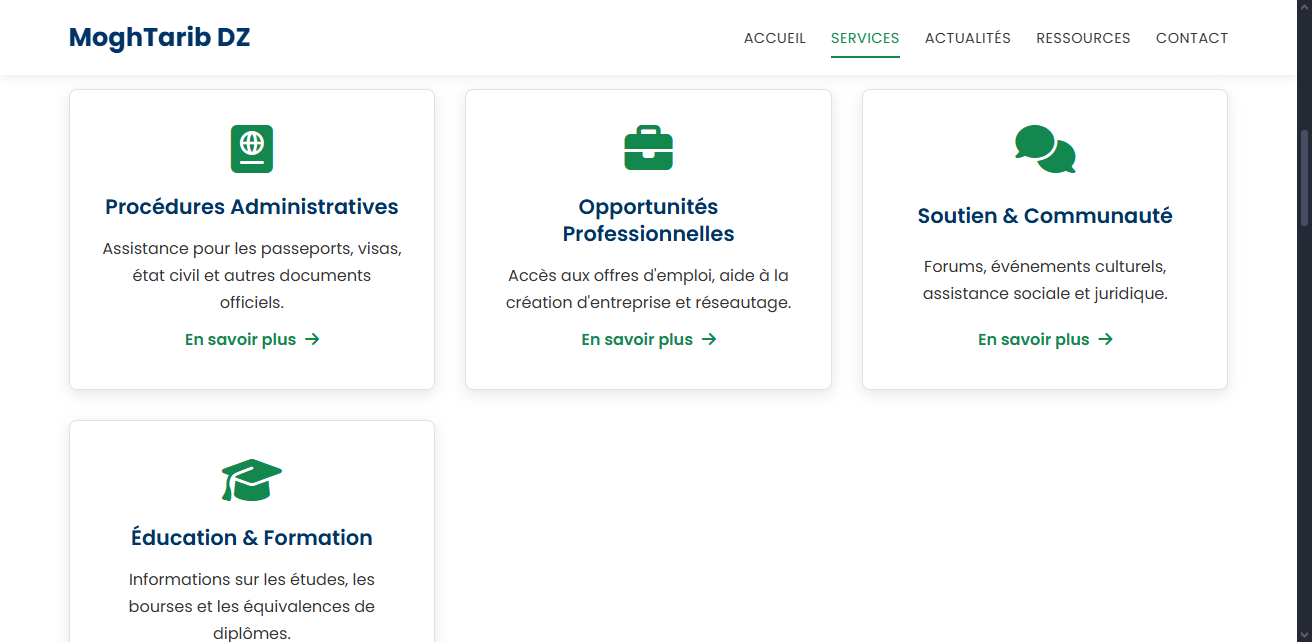 MoghTarib DZ
ACCUEIL SERVICES ACTUALITÉS RESSOURCES CONTACT
Procédures Administratives
Assistance pour les passeports, visas,
état civil et autres documents
officiels.
En savoir plus →
Opportunités
Professionnelles
Accès aux offres d'emploi, aide à la
création d'entreprise et réseautage.
En savoir plus →
Soutien & Communauté
Forums, événements culturels,
assistance sociale et juridique.
En savoir plus →
Éducation & Formation
Informations sur les études, les
bourses et les équivalences de
diplômes.